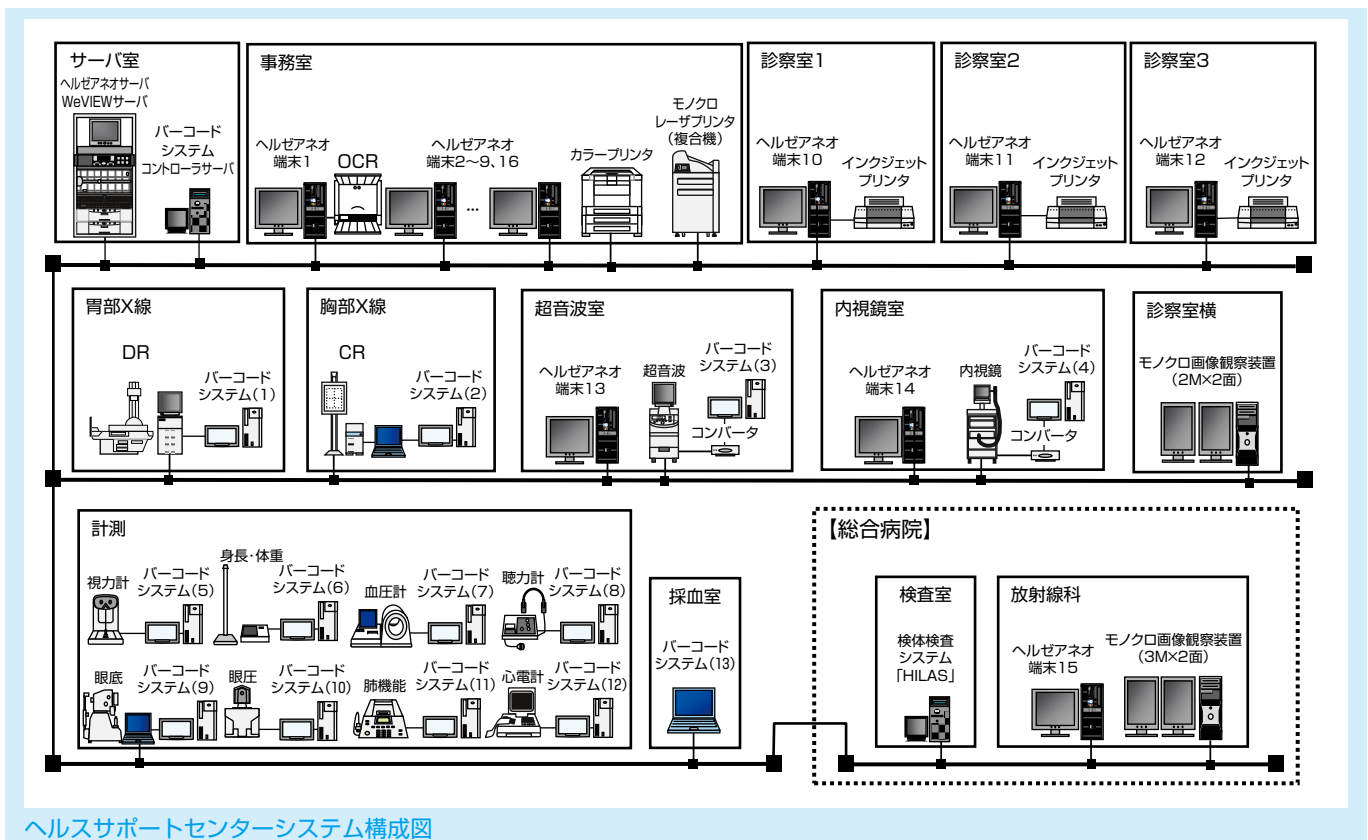 サーバ室
ヘルゼアネオサーバ
WeVIEWサーバ
バーコード
システム
コントローラサーバ
事務室
ヘルゼアネオ
端末1
OCR
ヘルゼアネオ
端末2〜9、16
...
カラープリンタ
モノクロ
レーザプリンタ
（複合機）
診察室1
ヘルゼアネオ
端末10
インクジェット
プリンタ
診察室2
ヘルゼアネオ
端末11
インクジェット
プリンタ
診察室3
ヘルゼアネオ
端末12
インクジェット
プリンタ
胃部X線
DR
バーコード
システム(1)
胸部X線
CR
バーコード
システム(2)
超音波室
ヘルゼアネオ
端末13
超音波
バーコード
システム(3)
コンバータ
内視鏡室
ヘルゼアネオ
端末14
内視鏡
バーコード
システム(4)
コンバータ
診察室横
モノクロ画像観察装置
（2M×2面）
計測
視力計
バーコード
システム(5)
身長・体重
バーコード
システム(6)
血圧計
バーコード
システム(7)
聴力計
バーコード
システム(8)
眼底
バーコード
システム(9)
眼圧
バーコード
システム(10)
肺機能
バーコード
システム(11)
心電計
バーコード
システム(12)
採血室
バーコード
システム(13)
【総合病院】
検査室
検体検査
システム
「HILAS」
放射線科
ヘルゼアネオ
端末15
モノクロ画像観察装置
（3M×2面）
ヘルスサポートセンターシステム構成図